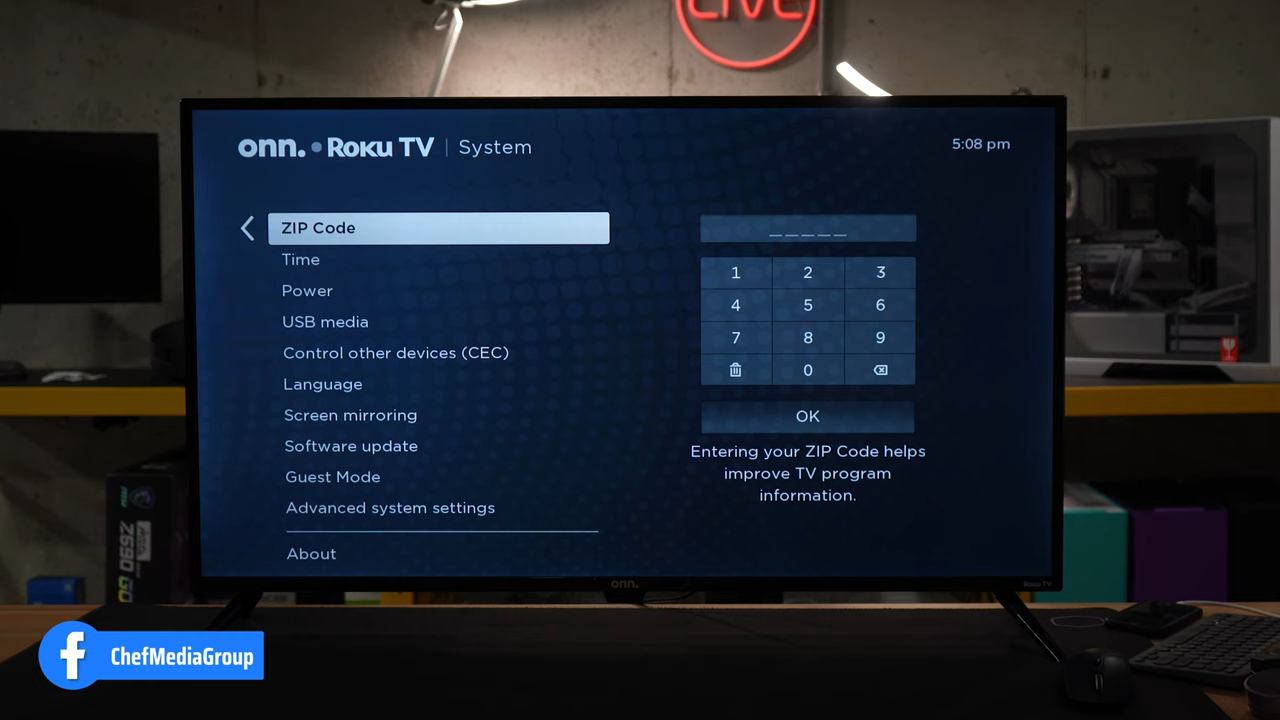 LIVE
onn. • Roku TV | System
5:08 pm
ZIP Code
Time
Power
USB media
Control other devices (CEC)
Language
Screen mirroring
Software update
Guest Mode
Advanced system settings
About
_ _ _ _ _
1 2 3
4 5 6
7 8 9
0
OK
Entering your ZIP Code helps
improve TV program
information.
onn.
Roku TV
Z590
ChefMediaGroup